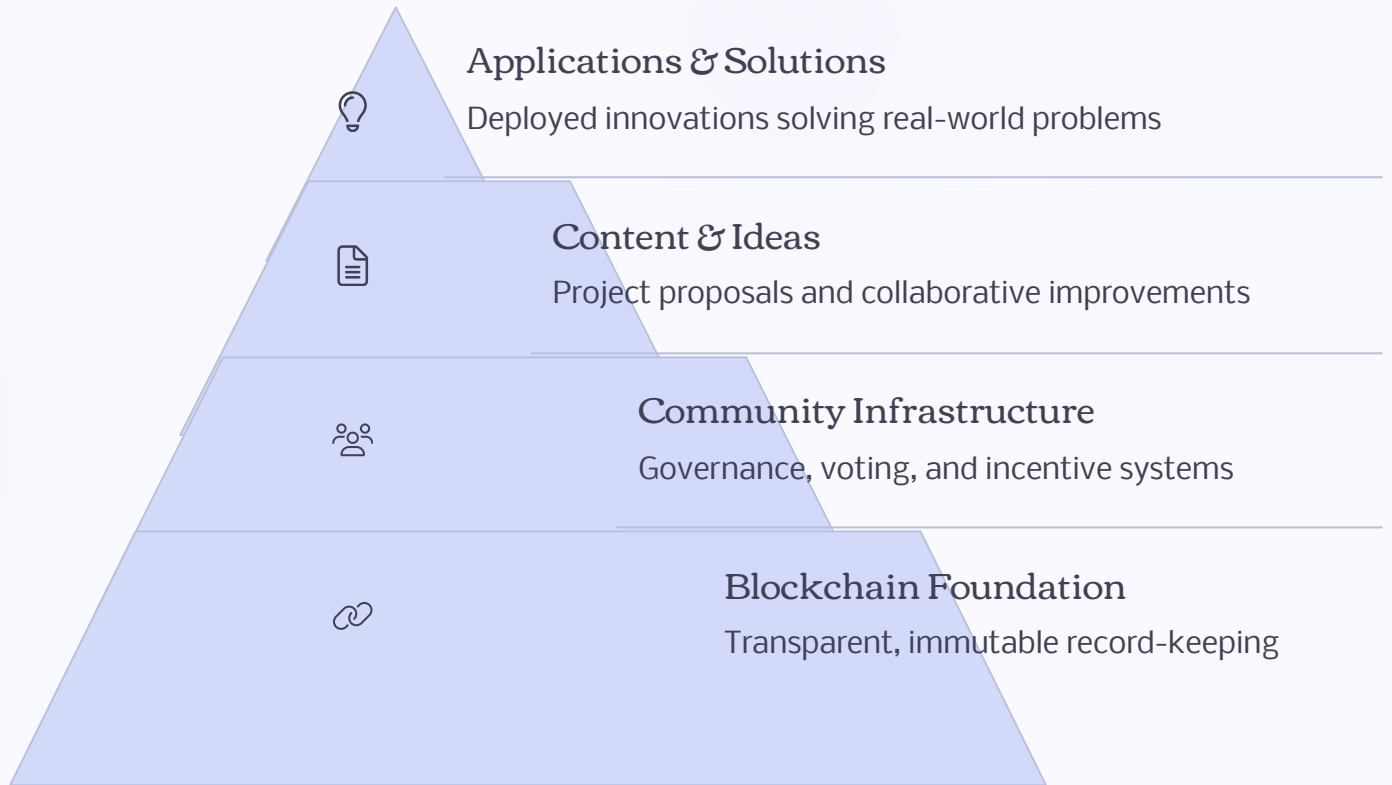 Applications & Solutions
Deployed innovations solving real-world problems
Content & Ideas
Project proposals and collaborative improvements
Community Infrastructure
Governance, voting, and incentive systems
Blockchain Foundation
Transparent, immutable record-keeping